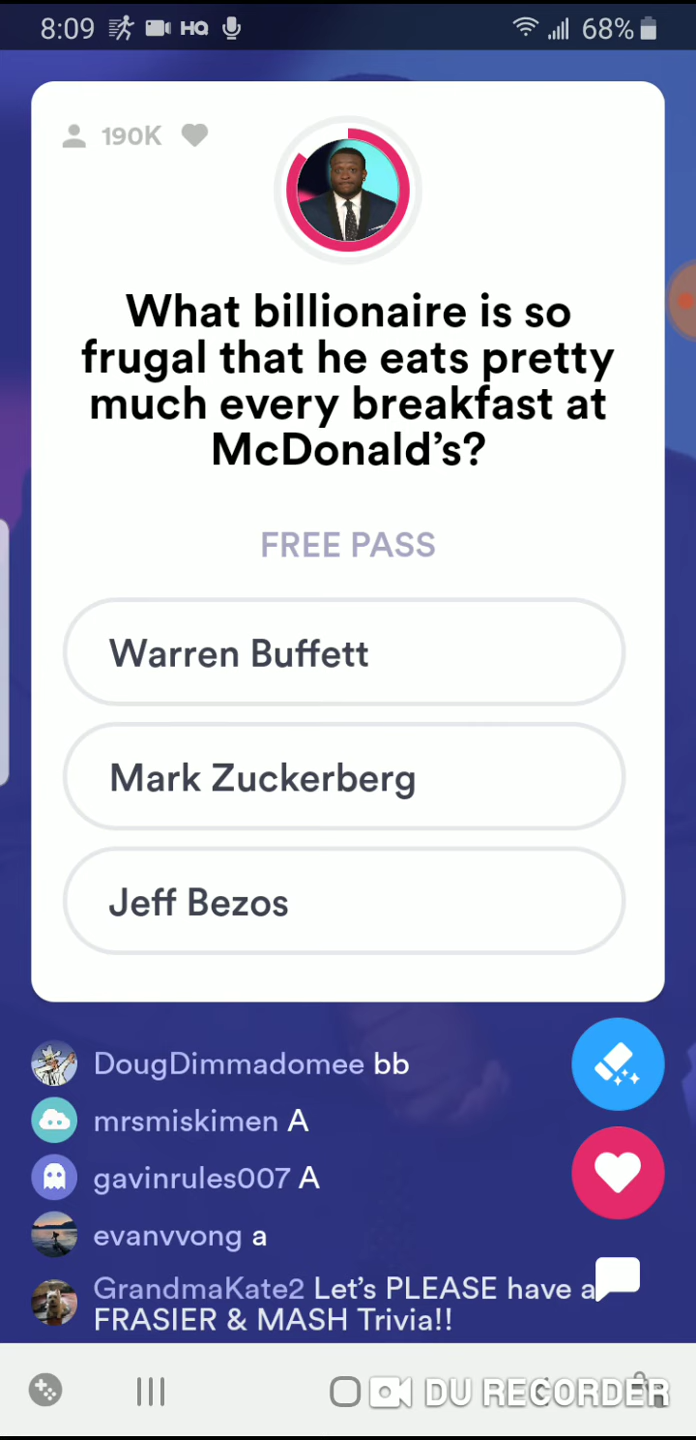 8:09 HQ 68%
190K
What billionaire is so
frugal that he eats pretty
much every breakfast at
McDonald’s?
FREE PASS
Warren Buffett
Mark Zuckerberg
Jeff Bezos
DougDimmadomee bb
mrsmiskimen A
gavinrules007 A
evanvvong a
GrandmaKate2 Let’s PLEASE have a
FRASIER & MASH Trivia!!
DU RECORDER